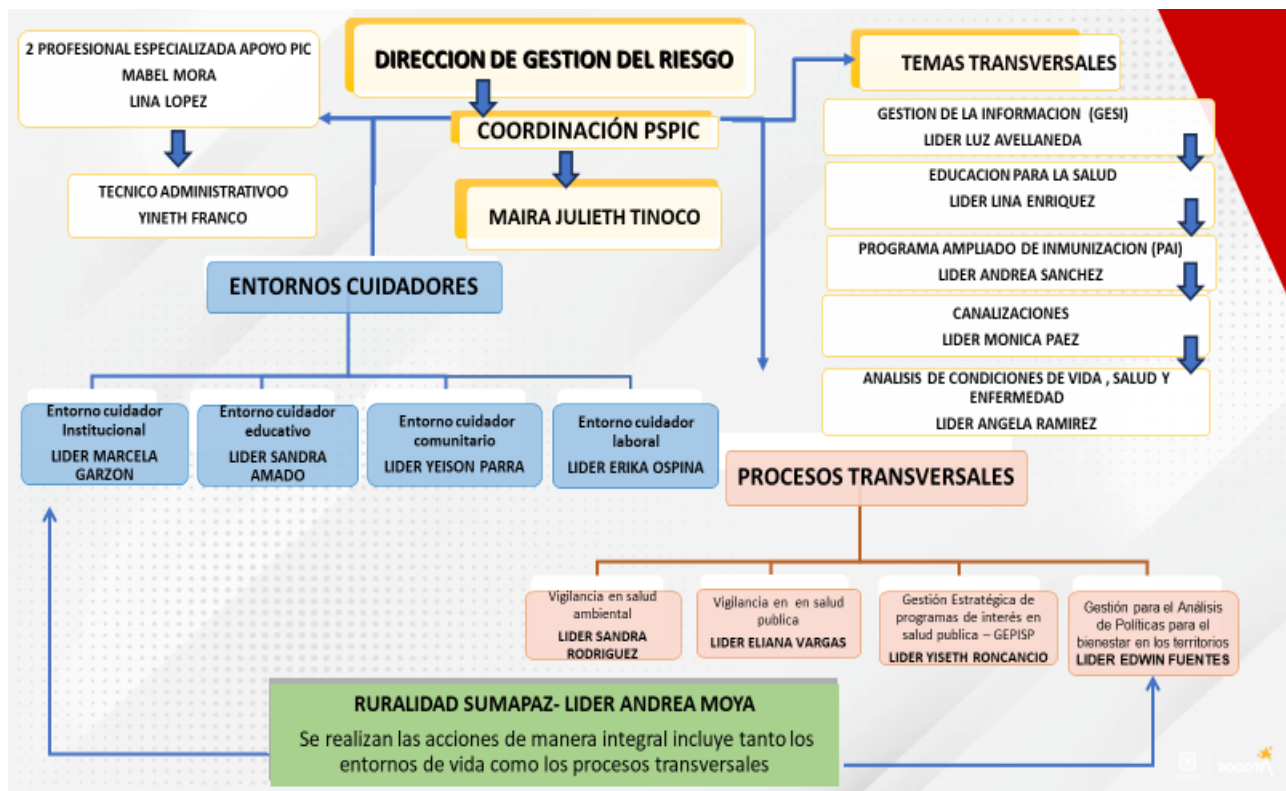 2 PROFESIONAL ESPECIALIZADA APOYO PIC
MABEL MORA
LINA LOPEZ
TECNICO ADMINISTRATIVOO
YINETH FRANCO
DIRECCION DE GESTION DEL RIESGO
COORDINACIÓN PSPIC
MAIRA JULIETH TINOCO
TEMAS TRANSVERSALES
GESTION DE LA INFORMACION (GESI)
LIDER LUZ AVELLANEDA
EDUCACION PARA LA SALUD
LIDER LINA ENRIQUEZ
PROGRAMA AMPLIADO DE INMUNIZACION (PAI)
LIDER ANDREA SANCHEZ
CANALIZACIONES
LIDER MONICA PAEZ
ANALISIS DE CONDICIONES DE VIDA , SALUD Y
ENFERMEDAD
LIDER ANGELA RAMIREZ
ENTORNOS CUIDADORES
Entorno cuidador
Institucional
LIDER MARCELA
GARZON
Entorno cuidador
educativo
LIDER SANDRA
AMADO
Entorno cuidador
comunitario
LIDER YEISON PARRA
Entorno cuidador
laboral
LIDER ERIKA OSPINA
PROCESOS TRANSVERSALES
Vigilancia en salud
ambiental
LIDER SANDRA
RODRIGUEZ
Vigilancia en en salud
publica
LIDER ELIANA VARGAS
Gestión Estratégica de
programas de interés en
salud publica – GEPISP
LIDER YISETH RONCANCIO
Gestión para el Análisis
de Políticas para el
bienestar en los territorios
LIDER EDWIN FUENTES
RURALIDAD SUMAPAZ- LIDER ANDREA MOYA
Se realizan las acciones de manera integral incluye tanto los
entornos de vida como los procesos transversales
BOGOTÁ